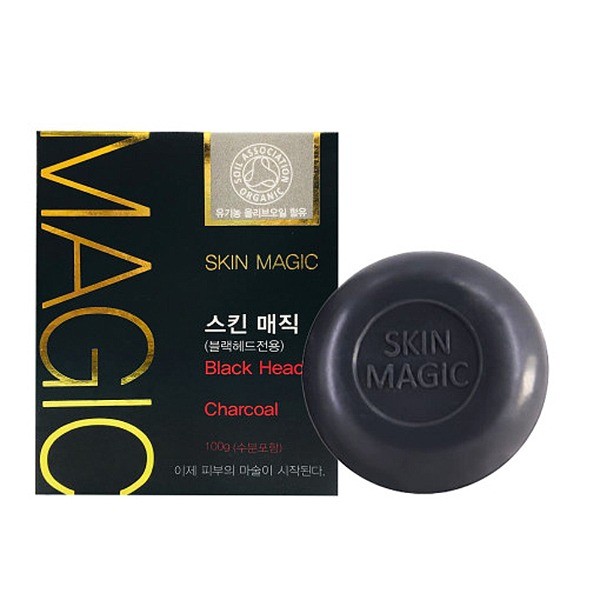 MAGIC
SOIL ASSOCIATION
ORGANIC
유기농 올리브오일 함유
SKIN MAGIC
스킨 매직
(블랙헤드전용)
Black Head
Charcoal
100g (수분포함)
이제 피부의 마술이 시작된다.
SKIN
MAGIC